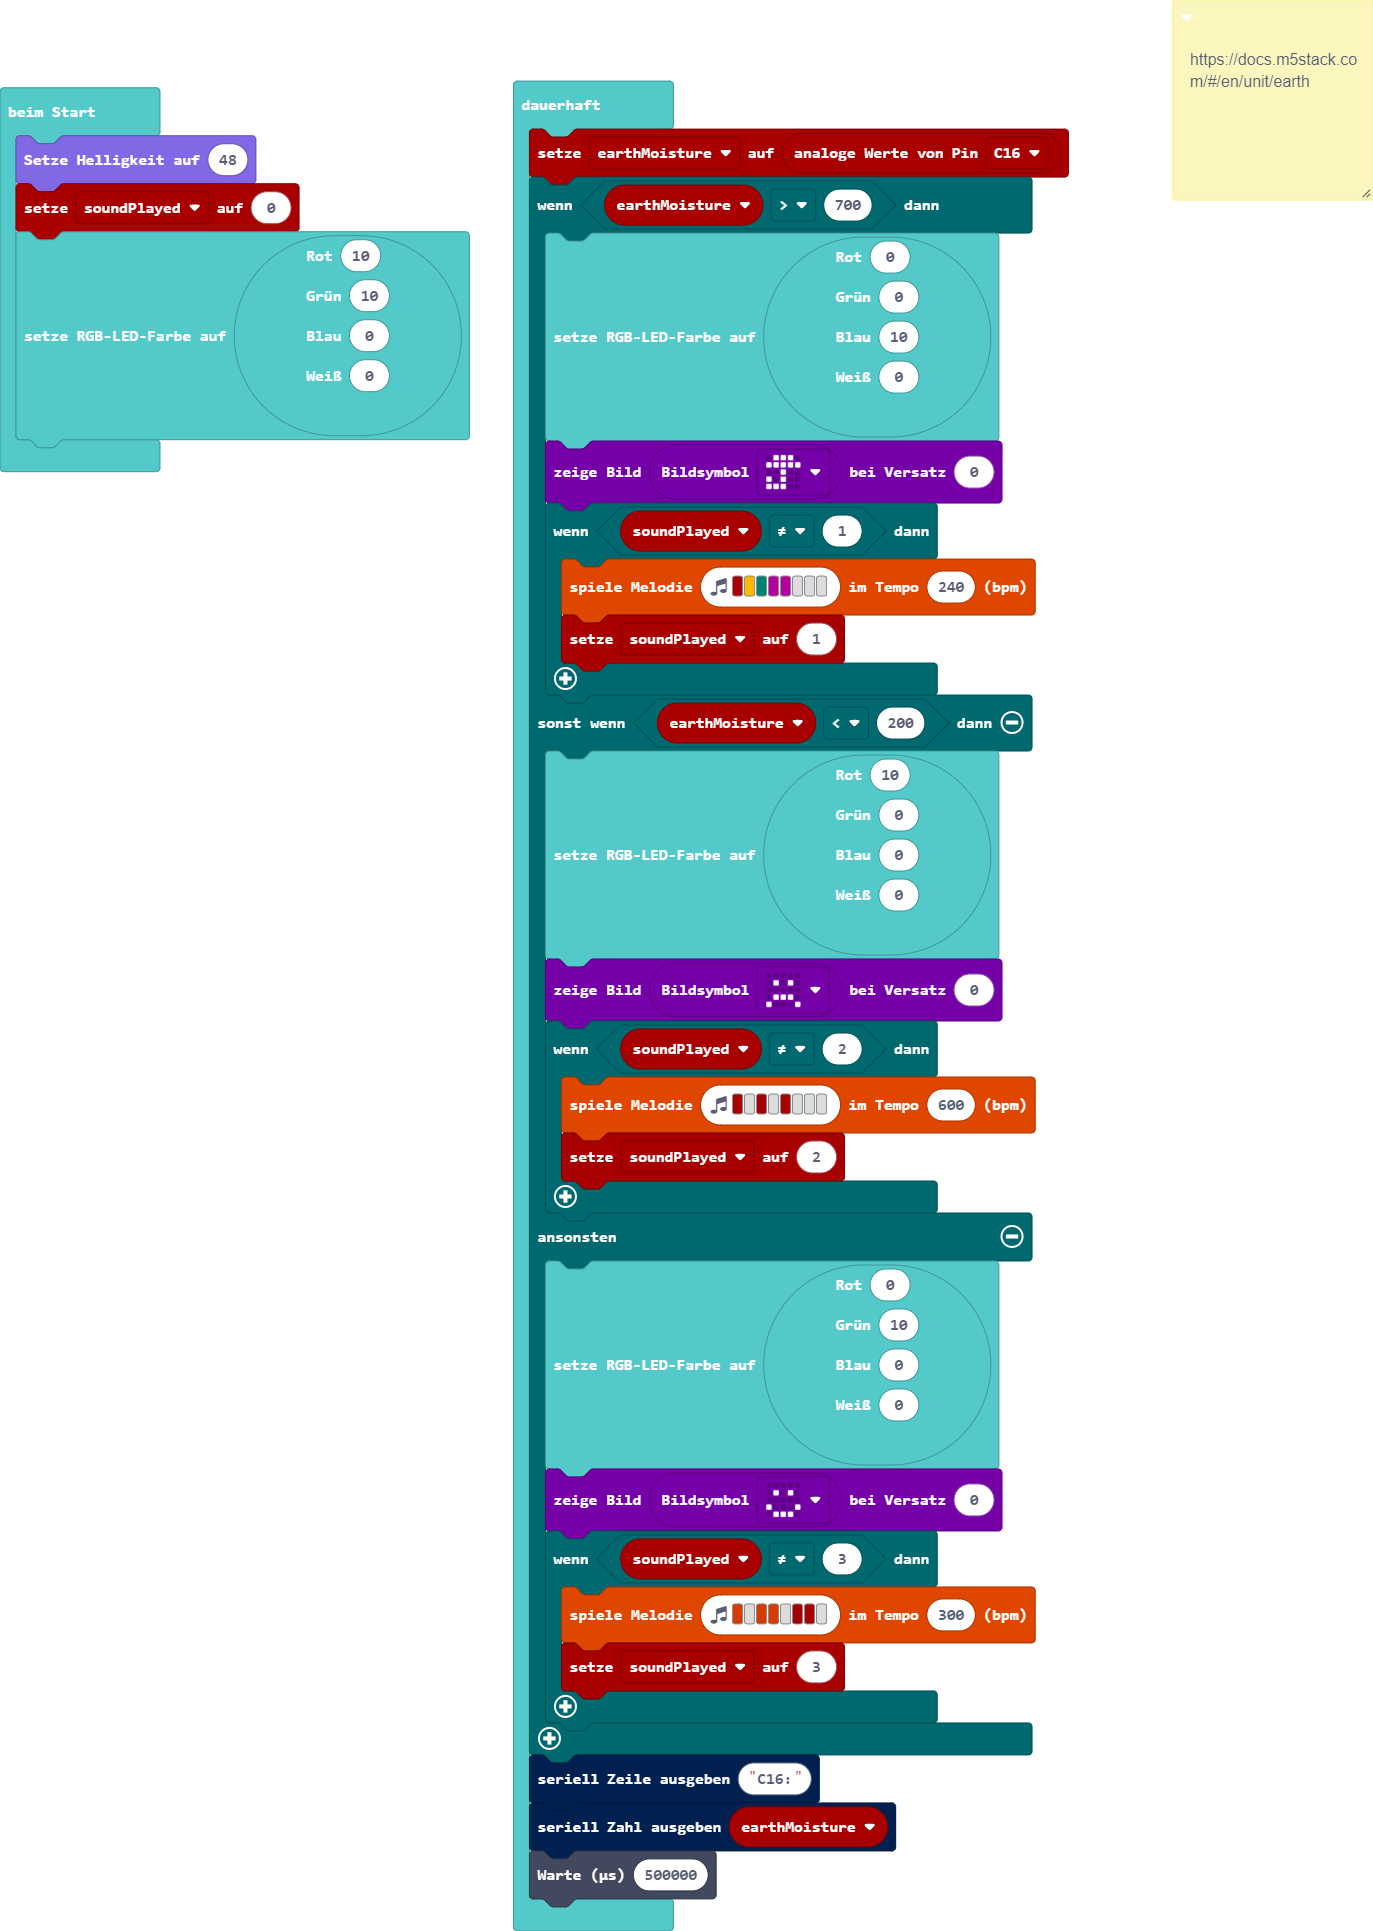 https://docs.m5stack.co
m/#/en/unit/earth
beim Start
Setze Helligkeit auf 48
setze soundPlayed auf 0
setze RGB-LED-Farbe auf
Rot 10
Grün 10
Blau 0
Weiß 0
dauerhaft
setze earthMoisture auf analoge Werte von Pin C16
wenn earthMoisture > 700 dann
setze RGB-LED-Farbe auf
Rot 0
Grün 0
Blau 10
Weiß 0
zeige Bild Bildsymbol bei Versatz 0
wenn soundPlayed ≠ 1 dann
spiele Melodie im Tempo 240 (bpm)
setze soundPlayed auf 1
sonst wenn earthMoisture < 200 dann
setze RGB-LED-Farbe auf
Rot 10
Grün 0
Blau 0
Weiß 0
zeige Bild Bildsymbol bei Versatz 0
wenn soundPlayed ≠ 2 dann
spiele Melodie im Tempo 600 (bpm)
setze soundPlayed auf 2
ansonsten
setze RGB-LED-Farbe auf
Rot 0
Grün 10
Blau 0
Weiß 0
zeige Bild Bildsymbol bei Versatz 0
wenn soundPlayed ≠ 3 dann
spiele Melodie im Tempo 300 (bpm)
setze soundPlayed auf 3
seriell Zeile ausgeben "C16:"
seriell Zahl ausgeben earthMoisture
Warte (µs) 500000